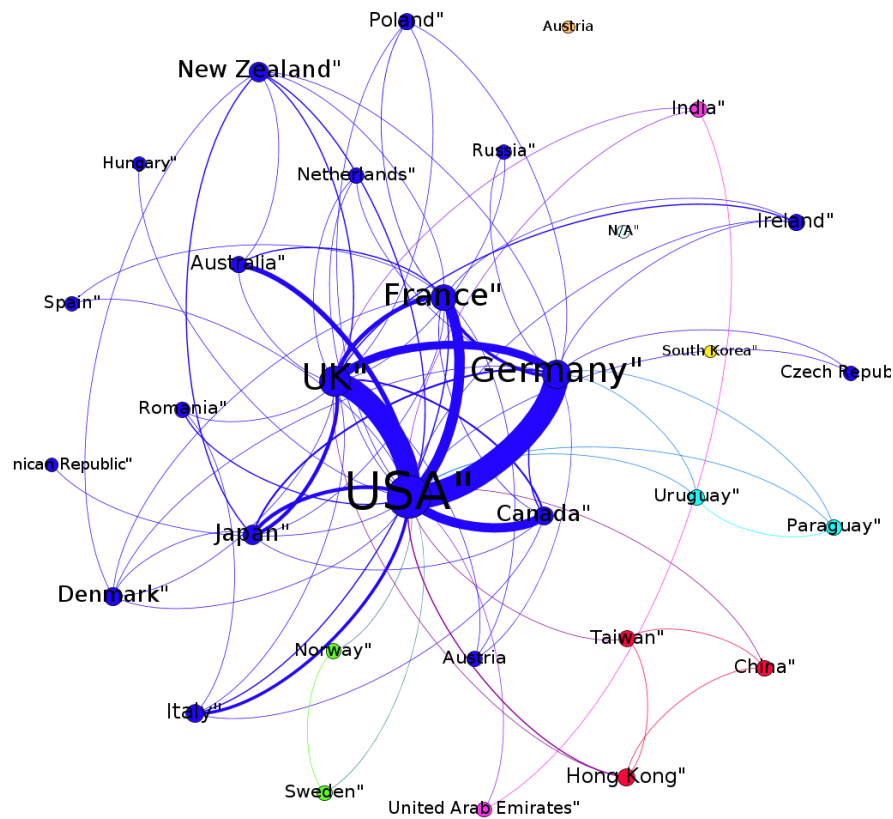 Poland"
Austria
New Zealand"
India"
Russia"
Hungary"
Netherlands"
Ireland"
N/A"
Australia"
France"
Spain"
South Korea"
UK"
Germany"
Czech Repub
Romania"
nican Republic"
USA"
Uruguay"
Canada"
Paraguay"
Japan"
Denmark"
Taiwan"
Norway"
Austria
China"
Italy"
Hong Kong"
Sweden"
United Arab Emirates"